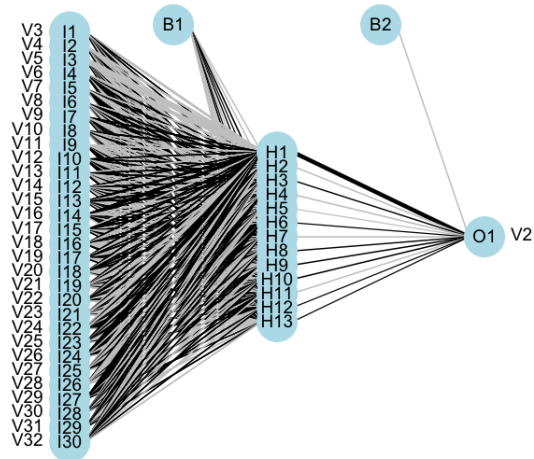 B1
B2
V3 I1
V4 I2
V5 I3
V6 I4
V7 I5
V8 I6
V9 I7
V10 I8
V11 I9
V12 I10
V13 I11
V14 I12
V15 I13
V16 I14
V17 I15
V18 I16
V19 I17
V20 I18
V21 I19
V22 I20
V23 I21
V24 I22
V25 I23
V26 I24
V27 I25
V28 I26
V29 I27
V30 I28
V31 I29
V32 I30
H1
H2
H3
H4
H5
H6
H7
H8
H9
H10
H11
H12
H13
O1 V2